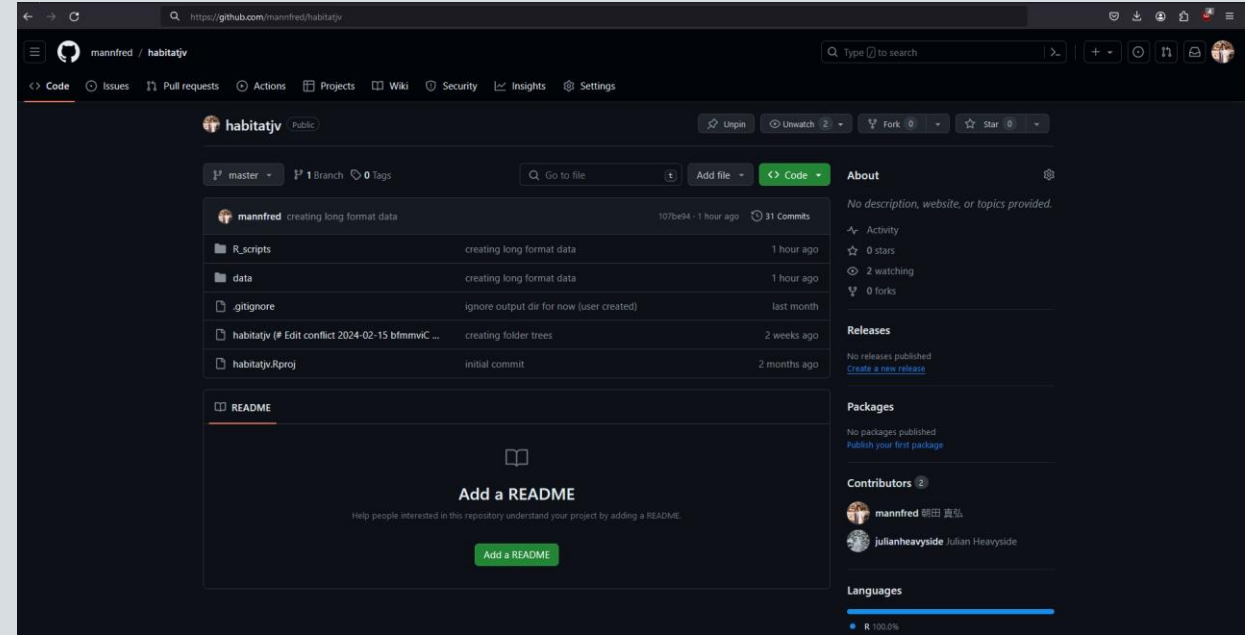 https://github.com/mannfred/habitatjv
4
mannfred / habitatjv
Type / to search
Code Issues Pull requests Actions Projects Wiki Security Insights Settings
habitatjv Public
Unpin Unwatch 2 Fork 0 Star 0
master 1 Branch 0 Tags Go to file t Add file Code
mannfred creating long format data 107be94 · 1 hour ago 31 Commits
R_scripts creating long format data 1 hour ago
data creating long format data 1 hour ago
.gitignore ignore output dir for now (user created) last month
habitatjv (# Edit conflict 2024-02-15 bfmmviC ... creating folder trees 2 weeks ago
habitatjv.Rproj initial commit 2 months ago
README
Add a README
Help people interested in this repository understand your project by adding a README.
Add a README
About
No description, website, or topics provided.
Activity
0 stars
2 watching
0 forks
Releases
No releases published
Create a new release
Packages
No packages published
Publish your first package
Contributors 2
mannfred 朝田 真弘
julianheavyside Julian Heavyside
Languages
R 100.0%